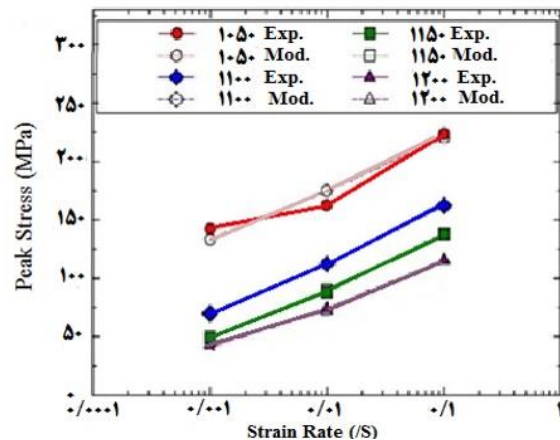 ۳۰۰
۲۵۰
۲۰۰
۱۵۰
۱۰۰
۵۰
۰
Peak Stress (MPa)
۱۰۵۰ Exp.
۱۰۵۰ Mod.
۱۱۰۰ Exp.
۱۱۰۰ Mod.
۱۱۵۰ Exp.
۱۱۵۰ Mod.
۱۲۰۰ Exp.
۱۲۰۰ Mod.
۰/۰۰۰۱ ۰/۰۰۱ ۰/۰۱ ۰/۱ ۱
Strain Rate (/S)